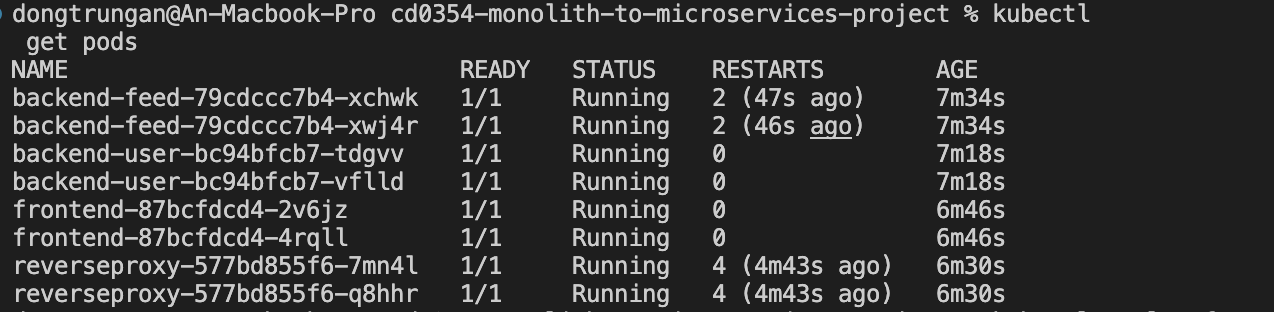 dongtrungan@An-Macbook-Pro cd0354-monolith-to-microservices-project % kubectl
 get pods
NAME READY STATUS RESTARTS AGE
backend-feed-79cdccc7b4-xchwk 1/1 Running 2 (47s ago) 7m34s
backend-feed-79cdccc7b4-xwj4r 1/1 Running 2 (46s ago) 7m34s
backend-user-bc94bfcb7-tdgvv 1/1 Running 0 7m18s
backend-user-bc94bfcb7-vflld 1/1 Running 0 7m18s
frontend-87bcfdcd4-2v6jz 1/1 Running 0 6m46s
frontend-87bcfdcd4-4rqll 1/1 Running 0 6m46s
reverseproxy-577bd855f6-7mn4l 1/1 Running 4 (4m43s ago) 6m30s
reverseproxy-577bd855f6-q8hhr 1/1 Running 4 (4m43s ago) 6m30s